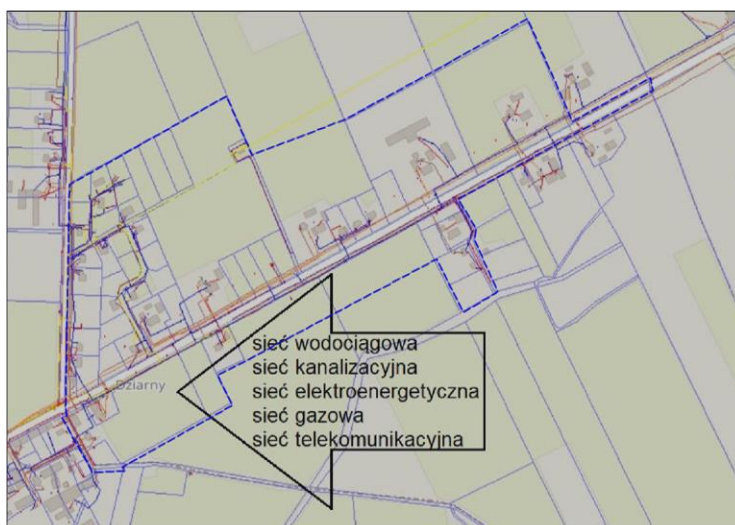 Dziarny
sieć wodociągowa
sieć kanalizacyjna
sieć elektroenergetyczna
sieć gazowa
sieć telekomunikacyjna